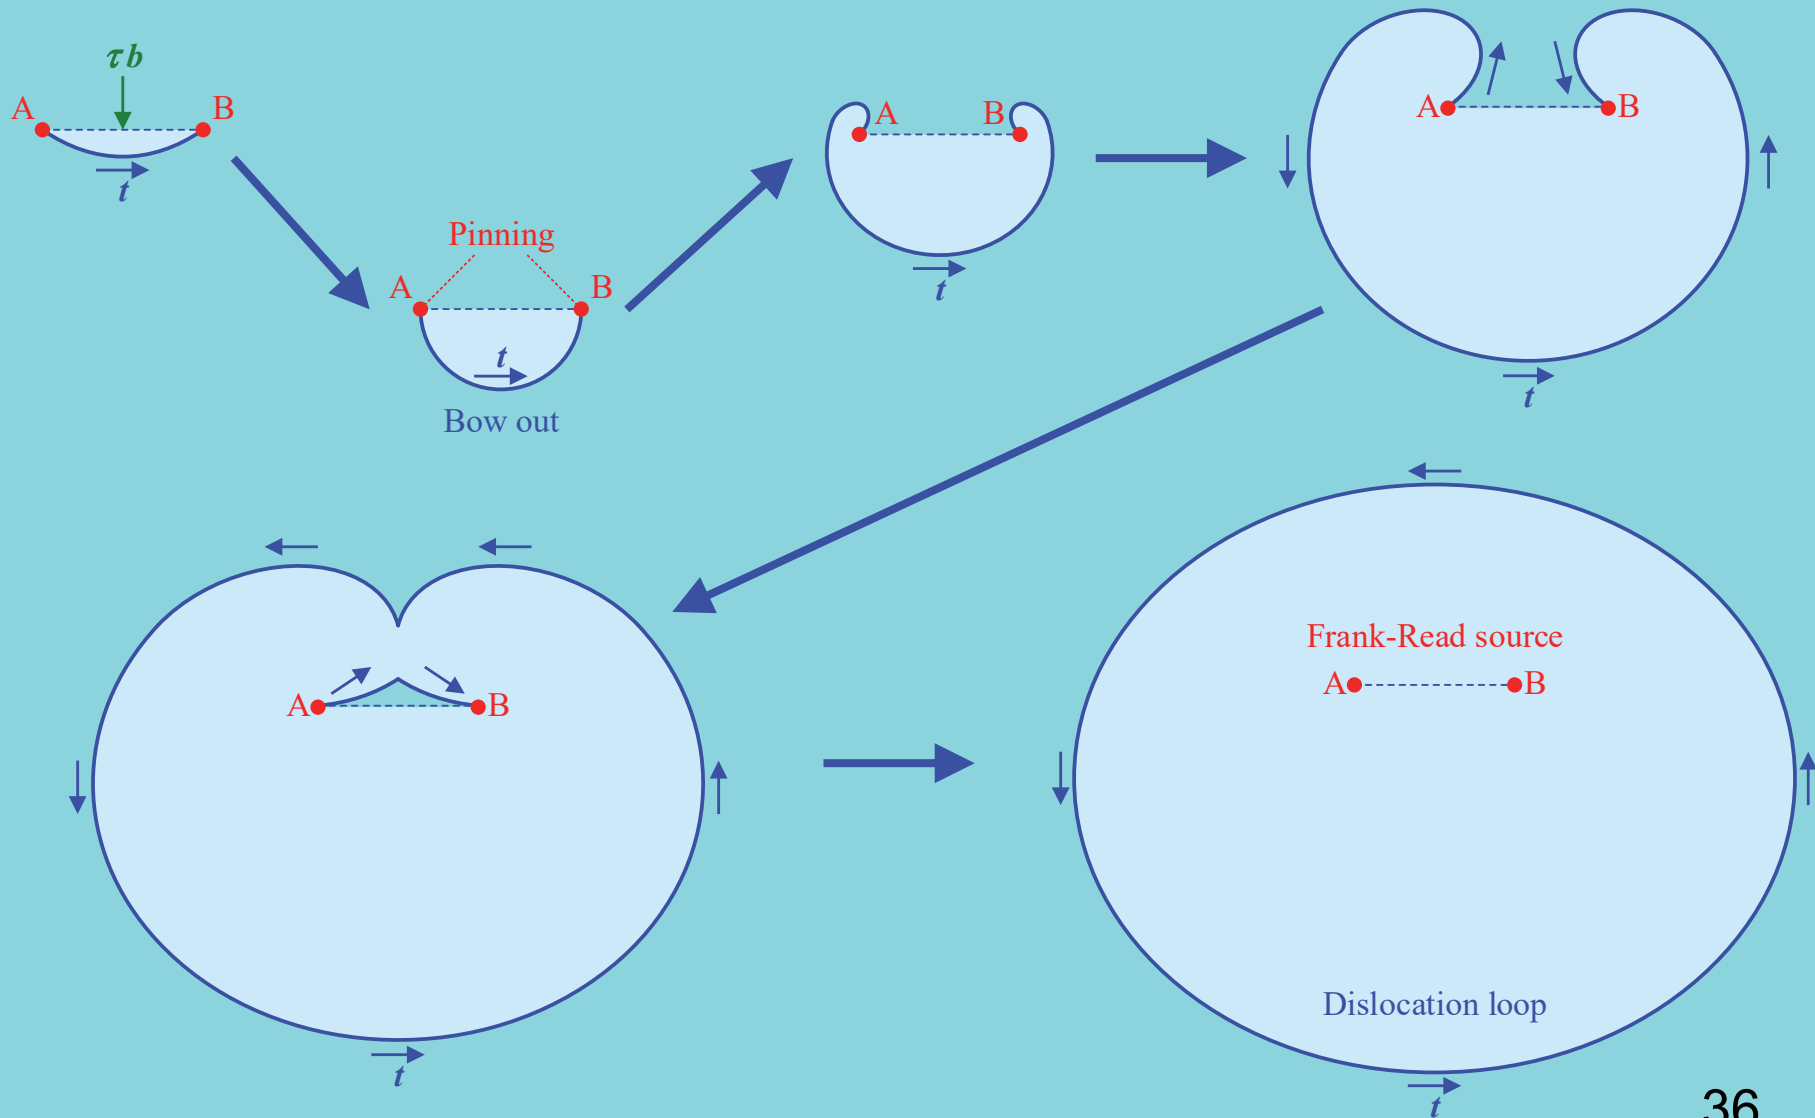 τb
A B
t
Pinning
A B
t
Bow out
A B
t
A B
t
A B
t
Frank-Read source
A B
Dislocation loop
t
36